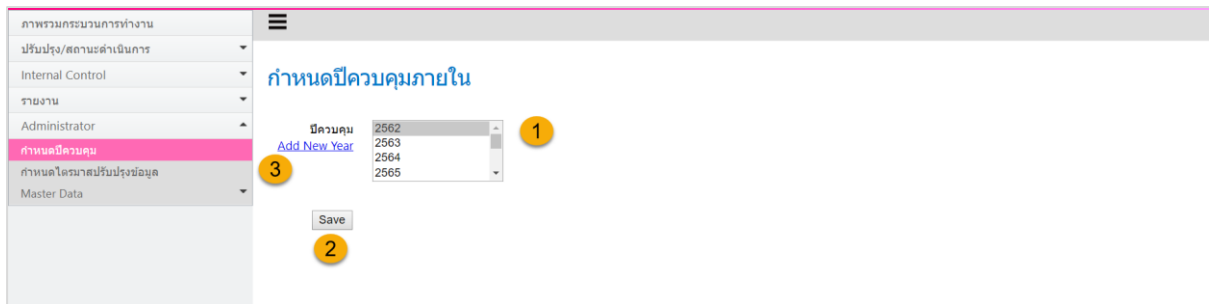 ภาพรวมกระบวนการทำงาน
ปรับปรุง/สถานะดำเนินการ
Internal Control
รายงาน
Administrator
กำหนดปีควบคุม
กำหนดไตรมาสปรับปรุงข้อมูล
Master Data
กำหนดปีควบคุมภายใน
ปีควบคุม
Add New Year
2562
2563
2564
2565
1
3
Save
2